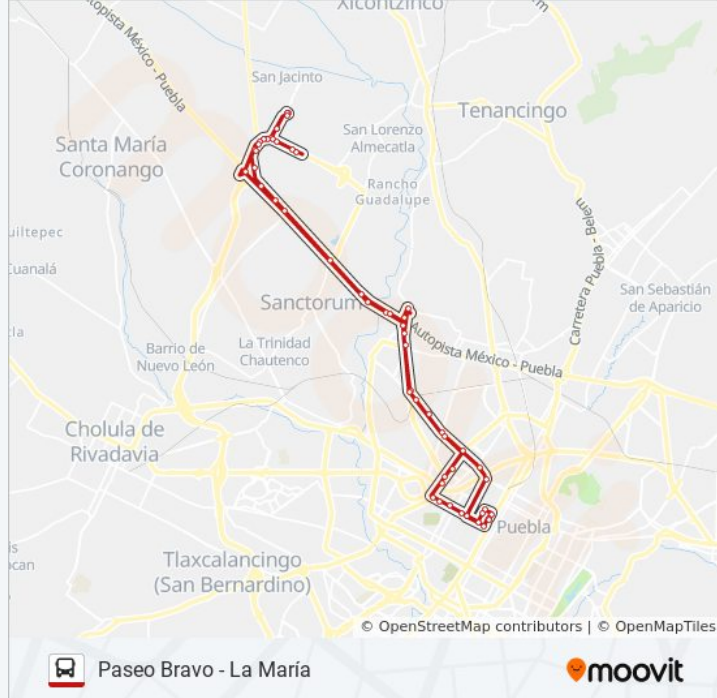 Xicohtzinco
Autopista México - Puebla
San Jacinto
San Lorenzo
Almecatla
Tenancingo
Santa María
Coronango
Rancho
Guadalupe
uiltepec
Cuanalá
Carretera Puebla - Belem
San Sebastián
de Aparicio
Sanctorum
Autopista México - Puebla
La Trinidad
Chautenco
Barrio de
Nuevo León
Cholula de
Rivadavia
Puebla
Tlaxcalancingo
(San Bernardino)
© OpenStreetMap contributors | © OpenMapTiles
Paseo Bravo - La María
moovit